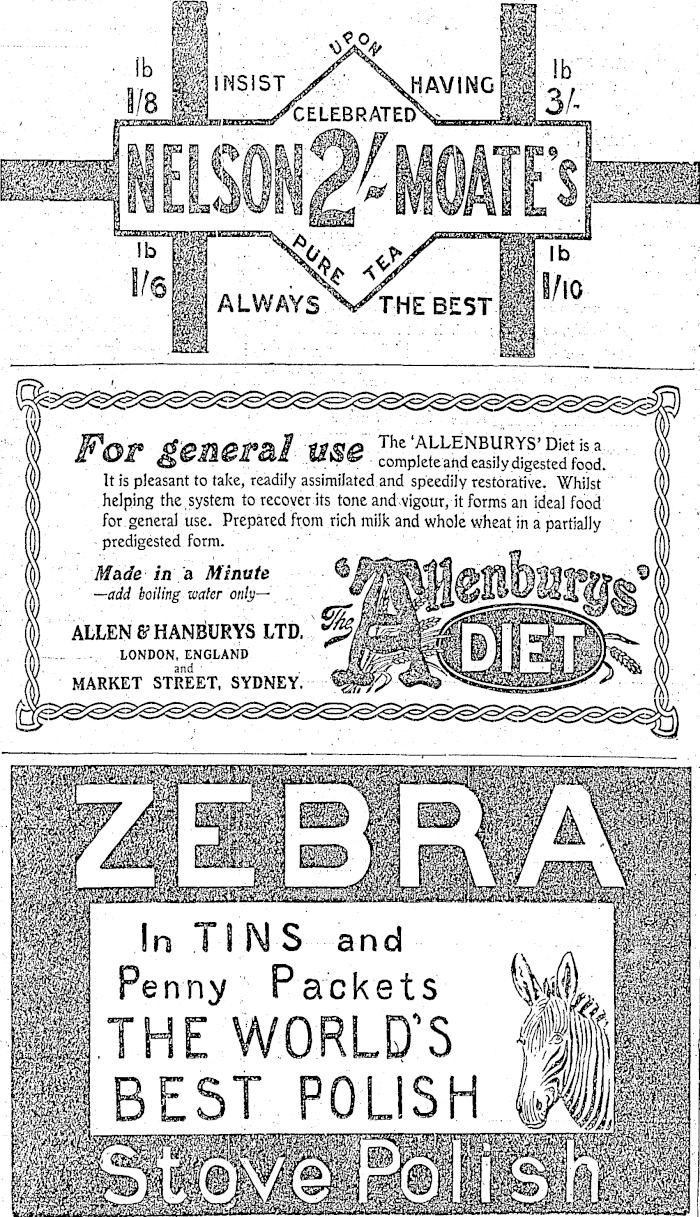 UPON
lb
INSIST
HAVING
lb
1/8
3/-
CELEBRATED
NELSON 2/- MOATE'S
lb
PURE TEA
lb
1/6
1/10
ALWAYS
THE BEST
For general use
The 'ALLENBURYS' Diet is a
complete and easily digested food.
It is pleasant to take, readily assimilated and speedily restorative. Whilst
helping the system to recover its tone and vigour, it forms an ideal food
for general use. Prepared from rich milk and whole wheat in a partially
predigested form.
Made in a Minute
—add boiling water only—
ALLEN & HANBURYS LTD.
LONDON, ENGLAND
and
MARKET STREET, SYDNEY.
The 'Allenburys'
DIET
ZEBRA
In TINS and
Penny Packets
THE WORLD'S
BEST POLISH
Stove Polish